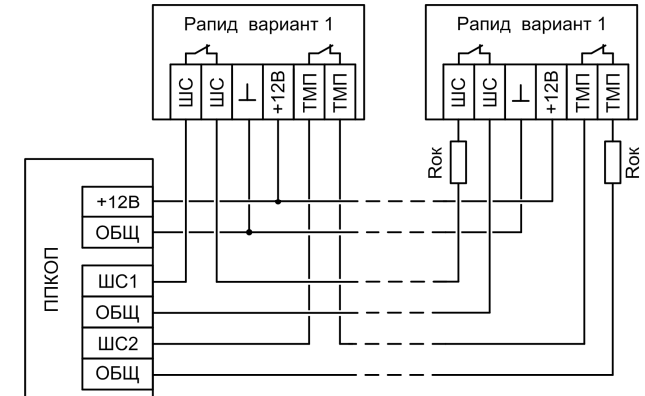 Рапид вариант 1
Рапид вариант 1
ШС ШС ⊥ +12В ТМП ТМП
ШС ШС ⊥ +12В ТМП ТМП
Rок
Rок
ППКОП
+12В
ОБЩ
ШС1
ОБЩ
ШС2
ОБЩ